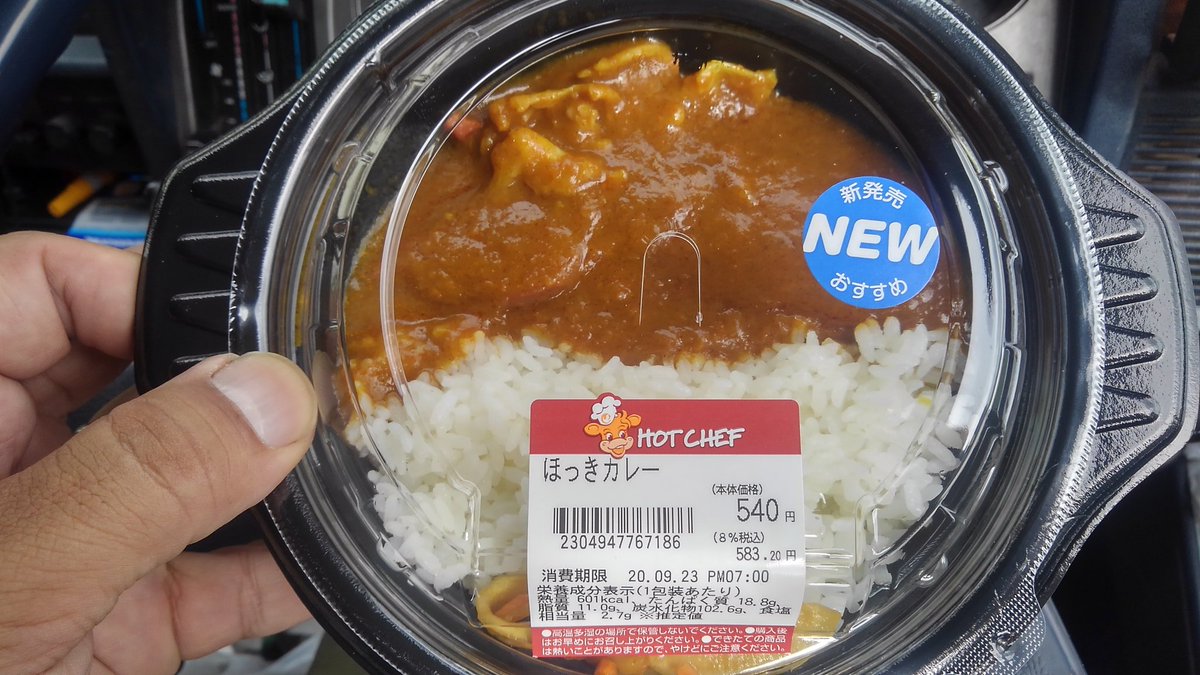 新発売
NEW
おすすめ
HOT CHEF
ほっきカレー
(本体価格)
540 円
(8%税込)
583.20 円
2304947767186
消費期限 20.09.23 PM07:00
栄養成分表示(1包装あたり)
熱量 601kcal、たんぱく質 18.8g、
脂質 11.0g、炭水化物102.6g、食塩
相当量 2.7g ※推定値
●高温多湿の場所で保管しないでください。●購入後
はお早めにお召し上がりください。●できたての商品
は熱いことがありますので、やけどにご注意ください。